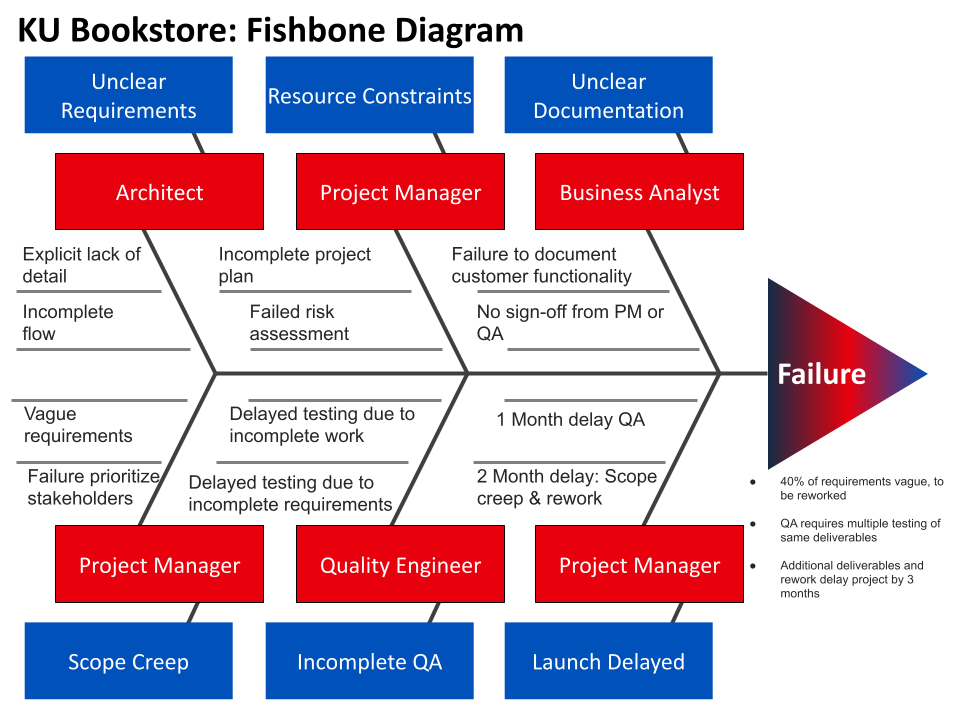 KU Bookstore: Fishbone Diagram
Unclear
Requirements
Resource Constraints
Unclear
Documentation
Architect
Project Manager
Business Analyst
Explicit lack of
detail
Incomplete
flow
Incomplete project
plan
Failed risk
assessment
Failure to document
customer functionality
No sign-off from PM or
QA
Failure
Vague
requirements
Failure prioritize
stakeholders
Delayed testing due to
incomplete work
Delayed testing due to
incomplete requirements
1 Month delay QA
2 Month delay: Scope
creep & rework
● 40% of requirements vague, to
be reworked
● QA requires multiple testing of
same deliverables
● Additional deliverables and
rework delay project by 3
months
Project Manager
Quality Engineer
Project Manager
Scope Creep
Incomplete QA
Launch Delayed